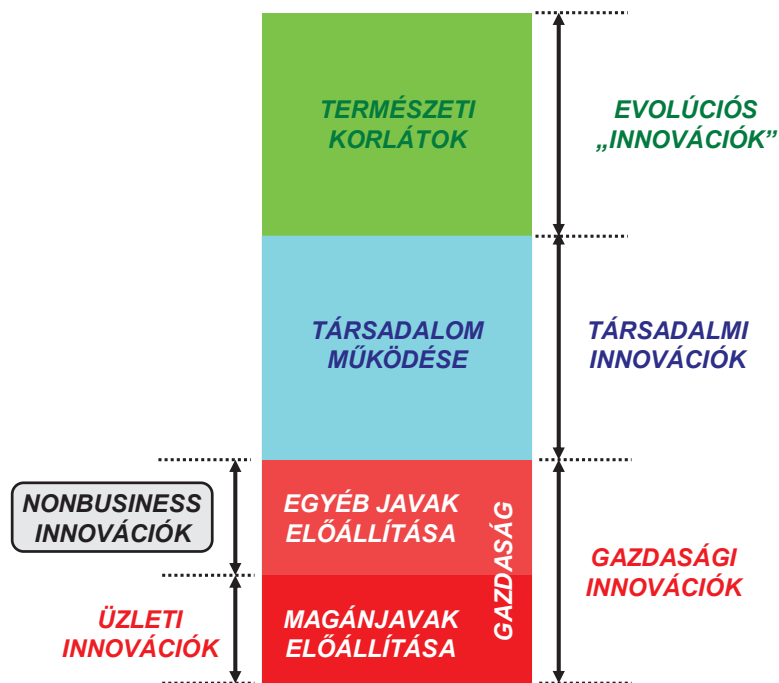 TERMÉSZETI
KORLÁTOK
EVOLÚCIÓS
„INNOVÁCIÓK”
TÁRSADALOM
MŰKÖDÉSE
TÁRSADALMI
INNOVÁCIÓK
NONBUSINESS
INNOVÁCIÓK
EGYÉB JAVAK
ELŐÁLLÍTÁSA
GAZDASÁG
GAZDASÁGI
INNOVÁCIÓK
ÜZLETI
INNOVÁCIÓK
MAGÁNJAVAK
ELŐÁLLÍTÁSA